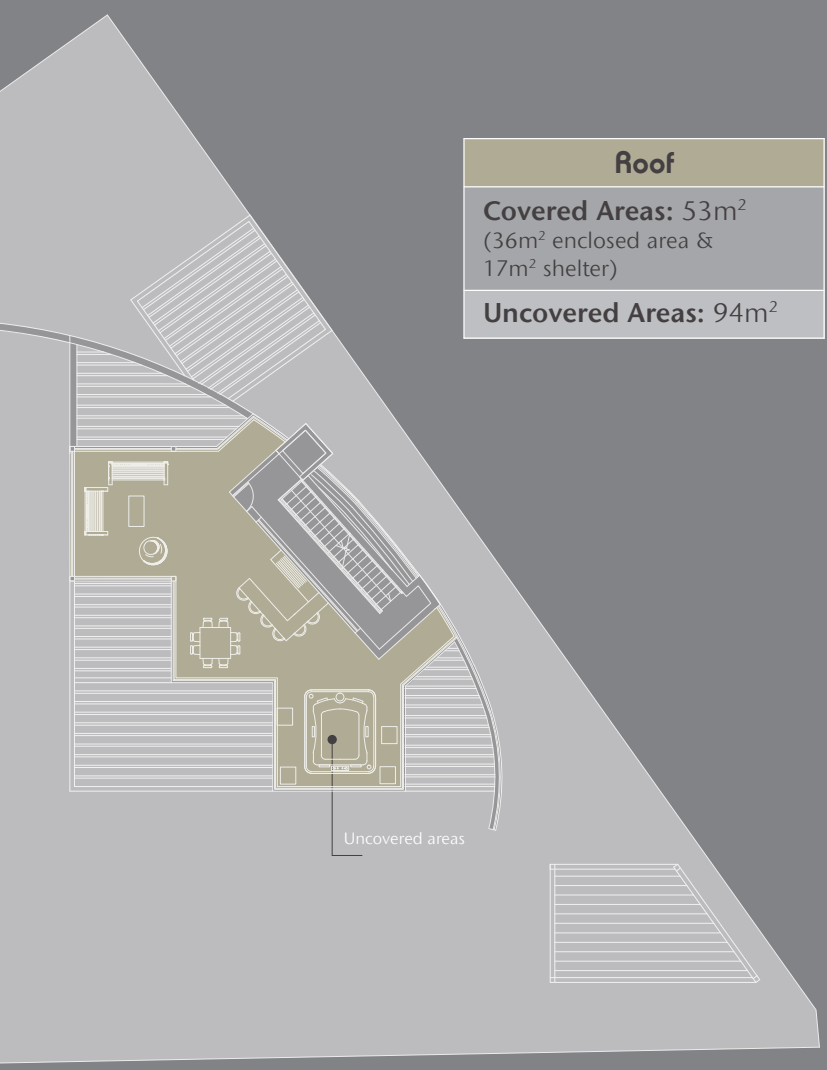 Roof
Covered Areas: 53m²
(36m² enclosed area &
17m² shelter)
Uncovered Areas: 94m²
Uncovered areas